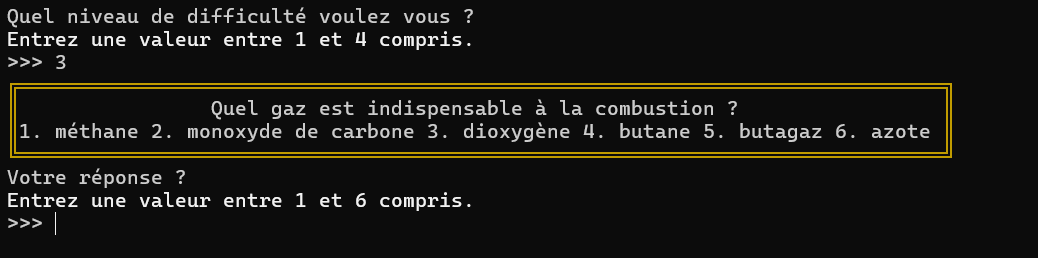 Quel niveau de difficulté voulez vous ?
Entrez une valeur entre 1 et 4 compris.
>>> 3
Quel gaz est indispensable à la combustion ?
1. méthane 2. monoxyde de carbone 3. dioxygène 4. butane 5. butagaz 6. azote
Votre réponse ?
Entrez une valeur entre 1 et 6 compris.
>>>